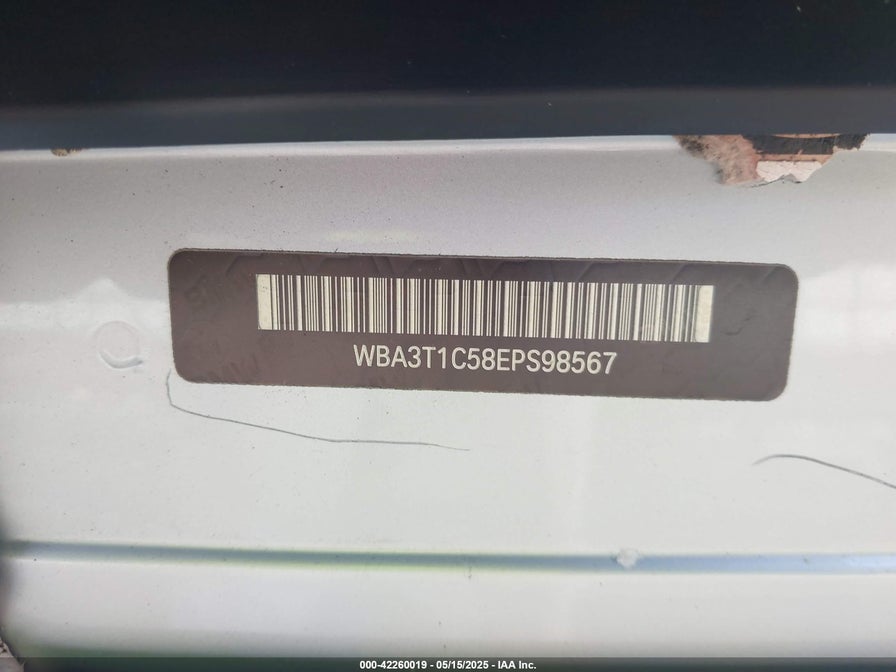 WBA3T1C58EPS98567
000-42260019 - 05/15/2025 - IAA Inc.